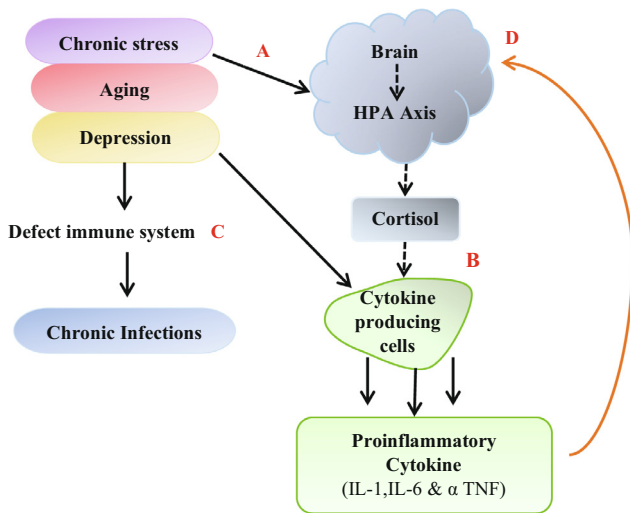 Chronic stress
Aging
Depression
A
Brain
HPA Axis
D
Defect immune system C
Cortisol
B
Chronic Infections
Cytokine
producing
cells
Proinflammatory
Cytokine
(IL-1,IL-6 & α TNF)